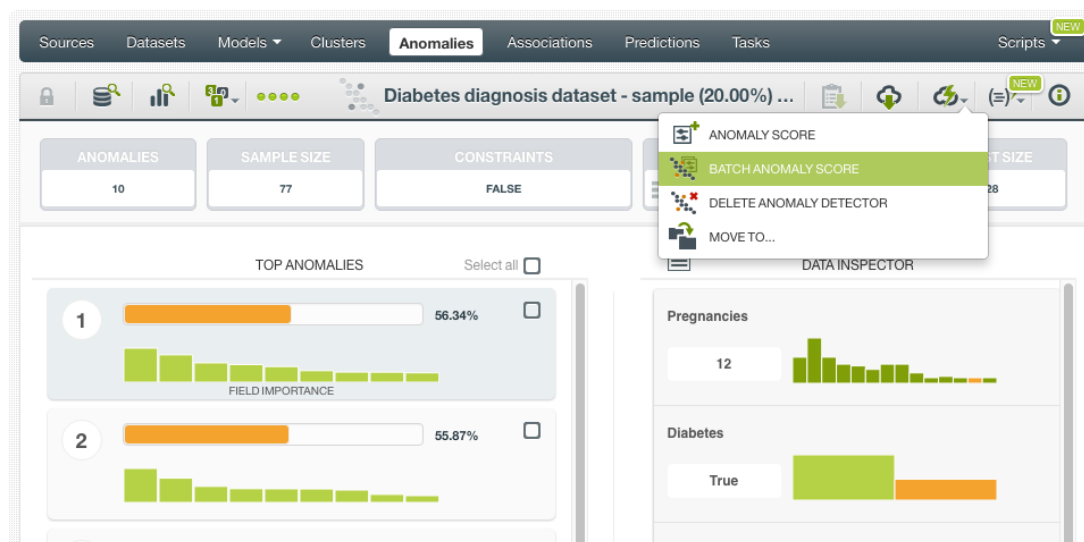 NEW
Sources Datasets Models Clusters Anomalies Associations Predictions Tasks Scripts
NEW
Diabetes diagnosis dataset - sample (20.00%) ...
ANOMALY SCORE
BATCH ANOMALY SCORE
DELETE ANOMALY DETECTOR
MOVE TO...
ANOMALIES SAMPLE SIZE CONSTRAINTS SIZE
10 77 FALSE 28
TOP ANOMALIES Select all DATA INSPECTOR
1 56.34%
FIELD IMPORTANCE
2 55.87%
Pregnancies
12
Diabetes
True